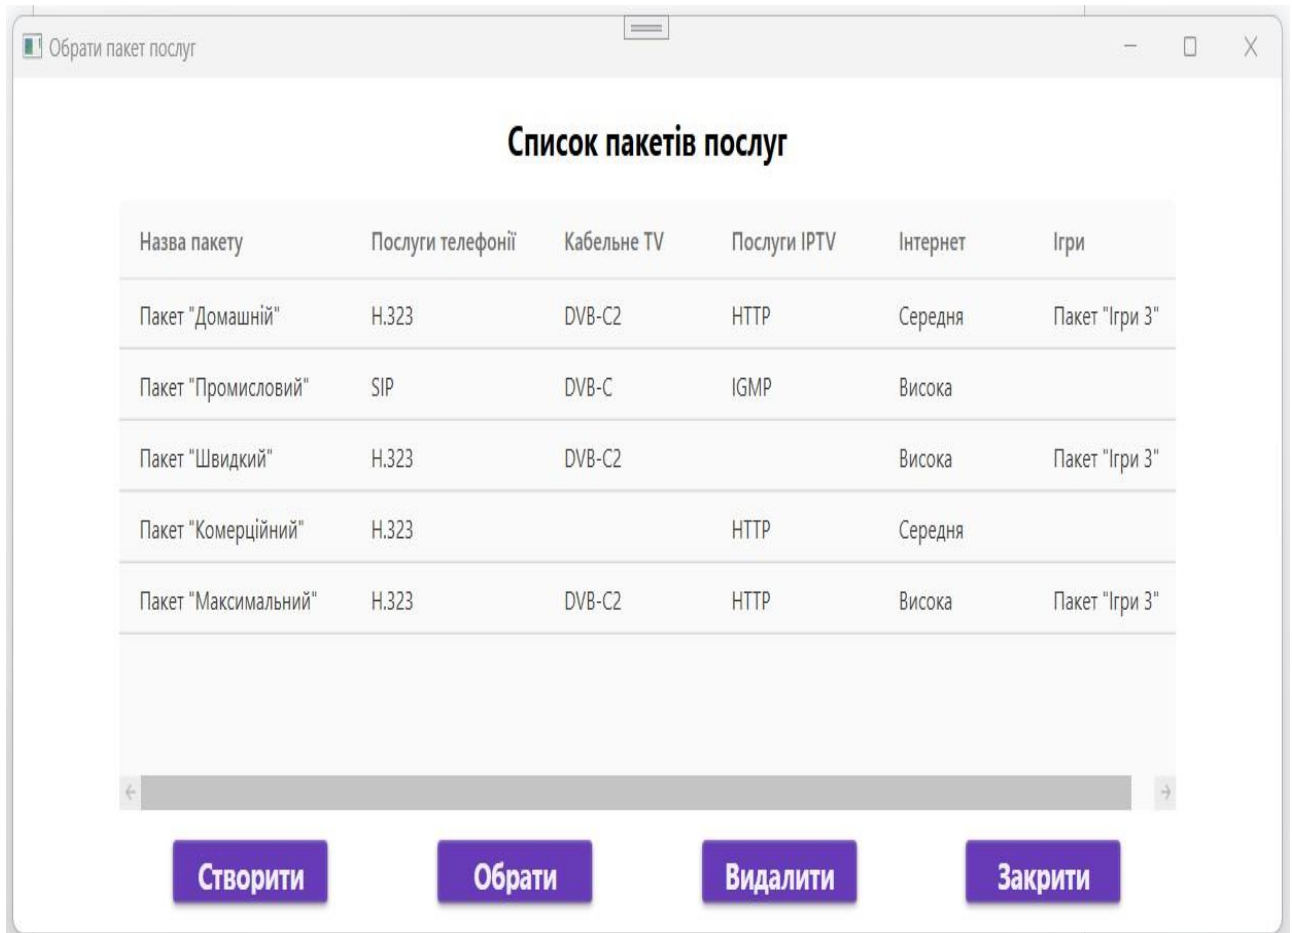 Обрати пакет послуг
Список пакетів послуг
Назва пакету Послуги телефонії Кабельне TV Послуги IPTV Інтернет Ігри
Пакет "Домашній" H.323 DVB-C2 HTTP Середня Пакет "Ігри 3"
Пакет "Промисловий" SIP DVB-C IGMP Висока
Пакет "Швидкий" H.323 DVB-C2 Висока Пакет "Ігри 3"
Пакет "Комерційний" H.323 HTTP Середня
Пакет "Максимальний" H.323 DVB-C2 HTTP Висока Пакет "Ігри 3"
Створити Обрати Видалити Закрити